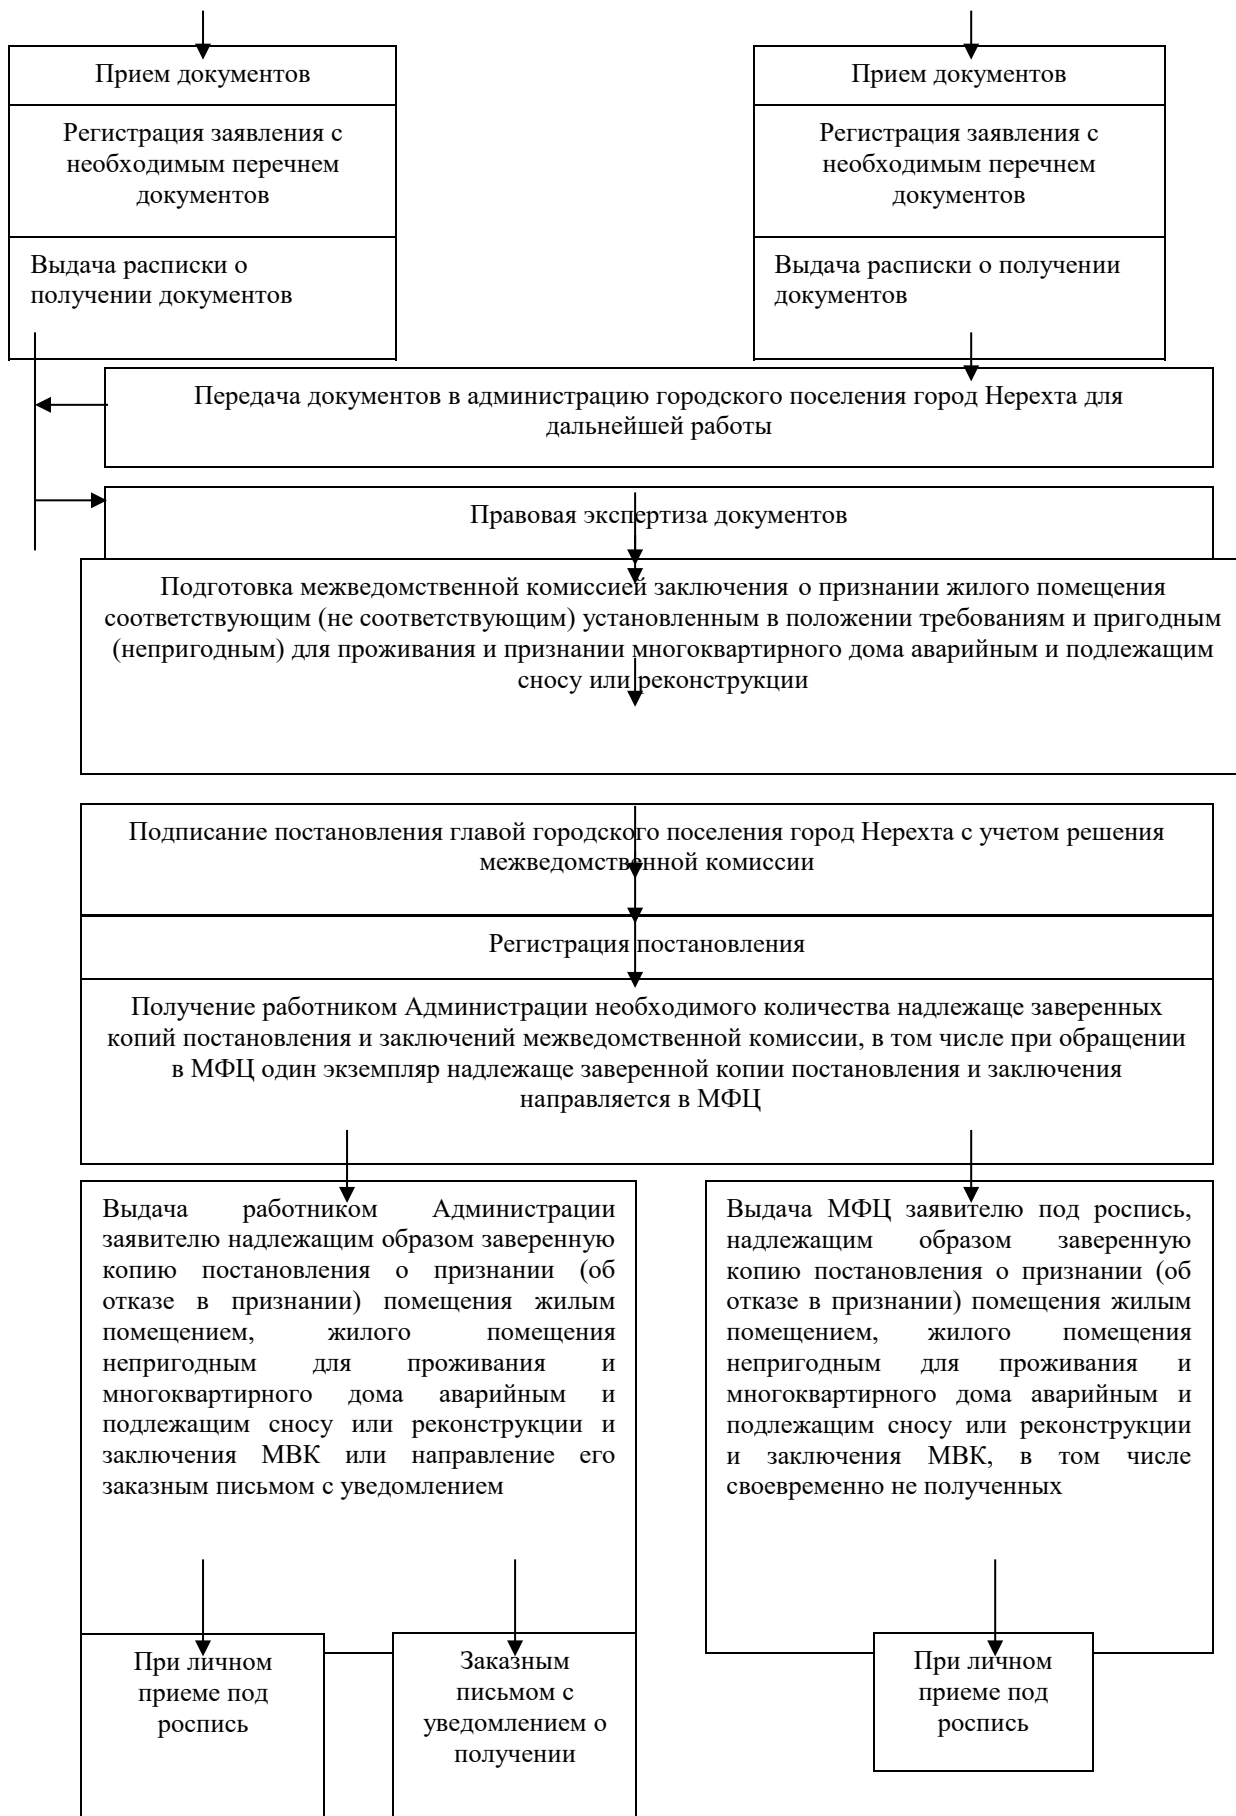 Прием документов
Регистрация заявления с
необходимым перечнем
документов
Выдача расписки о
получении документов
Прием документов
Регистрация заявления с
необходимым перечнем
документов
Выдача расписки о получении
документов
Передача документов в администрацию городского поселения город Нерехта для
дальнейшей работы
Правовая экспертиза документов
Подготовка межведомственной комиссией заключения о признании жилого помещения
соответствующим (не соответствующим) установленным в положении требованиям и пригодным
(непригодным) для проживания и признании многоквартирного дома аварийным и подлежащим
сносу или реконструкции
Подписание постановления главой городского поселения город Нерехта с учетом решения
межведомственной комиссии
Регистрация постановления
Получение работником Администрации необходимого количества надлежаще заверенных
копий постановления и заключений межведомственной комиссии, в том числе при обращении
в МФЦ один экземпляр надлежаще заверенной копии постановления и заключения
направляется в МФЦ
Выдача работником Администрации
заявителю надлежащим образом заверенную
копию постановления о признании (об
отказе в признании) помещения жилым
помещением, жилого помещения
непригодным для проживания и
многоквартирного дома аварийным и
подлежащим сносу или реконструкции и
заключения МВК или направление его
заказным письмом с уведомлением
Выдача МФЦ заявителю под роспись,
надлежащим образом заверенную
копию постановления о признании (об
отказе в признании) помещения жилым
помещением, жилого помещения
непригодным для проживания и
многоквартирного дома аварийным и
подлежащим сносу или реконструкции
и заключения МВК, в том числе
своевременно не полученных
При личном
приеме под
роспись
Заказным
письмом с
уведомлением о
получении
При личном
приеме под
роспись